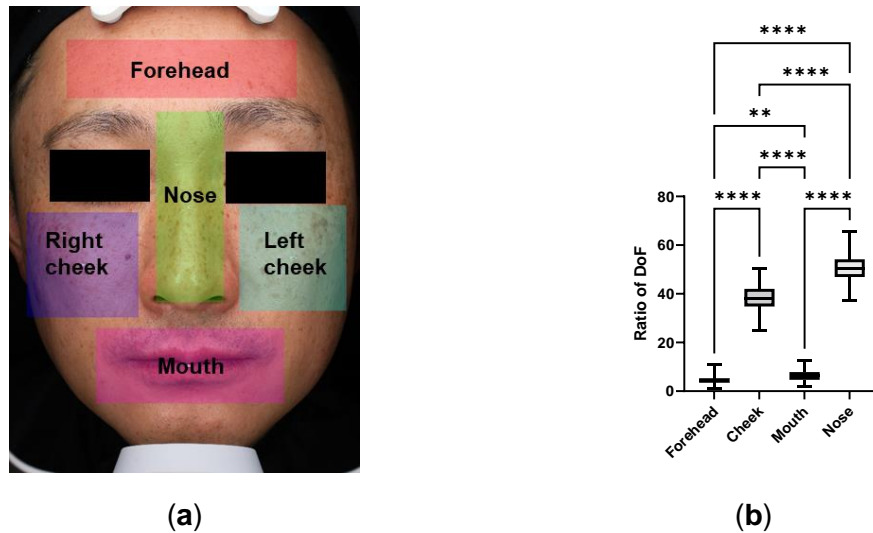 Forehead
Nose
Right
cheek
Left
cheek
Mouth
(a)
****
****
**
****
****
****
80
60
40
20
0
Ratio of DoF
Forehead
Cheek
Mouth
Nose
(b)